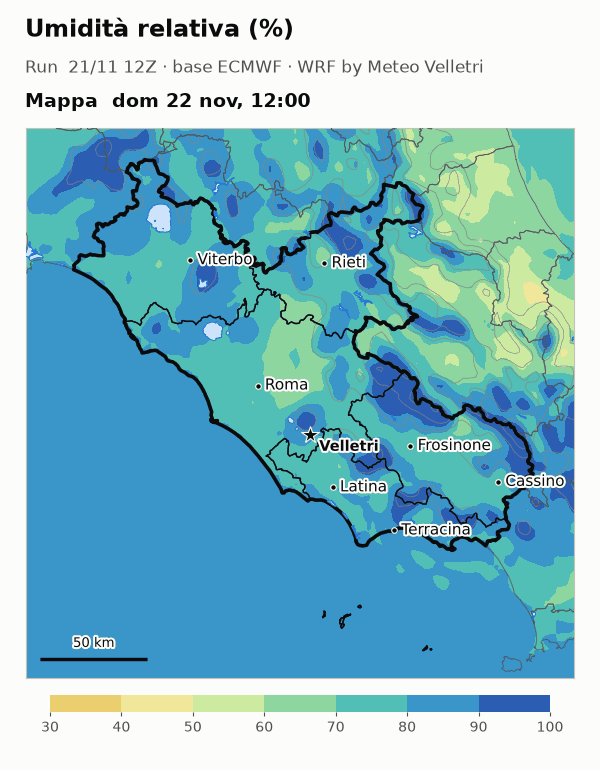 Umidità relativa (%)
Run 21/11 12Z · base ECMWF · WRF by Meteo Velletri
Mappa dom 22 nov, 12:00
Viterbo
Rieti
Roma
Velletri
Frosinone
Latina
Cassino
Terracina
50 km
30 40 50 60 70 80 90 100